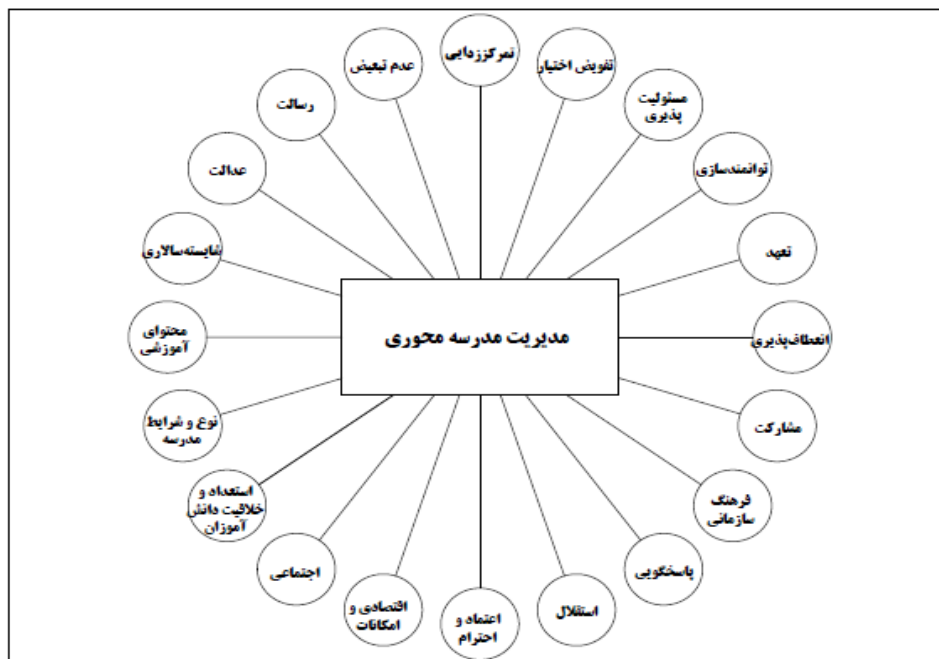 تمرکززدایی
تفویض اختیار
مسئولیت
پذیری
توانمندسازی
تعهد
انعطاف‌پذیری
مشارکت
فرهنگ
سازمانی
پاسخگویی
استقلال
اعتماد و
احترام
اقتصادی و
امکانات
اجتماعی
استعداد و
خلاقیت دانش
آموزان
نوع و شرایط
مدرسه
محتوای
آموزشی
شایسته‌سالاری
عدالت
رسالت
عدم تبعیض
مدیریت مدرسه محوری